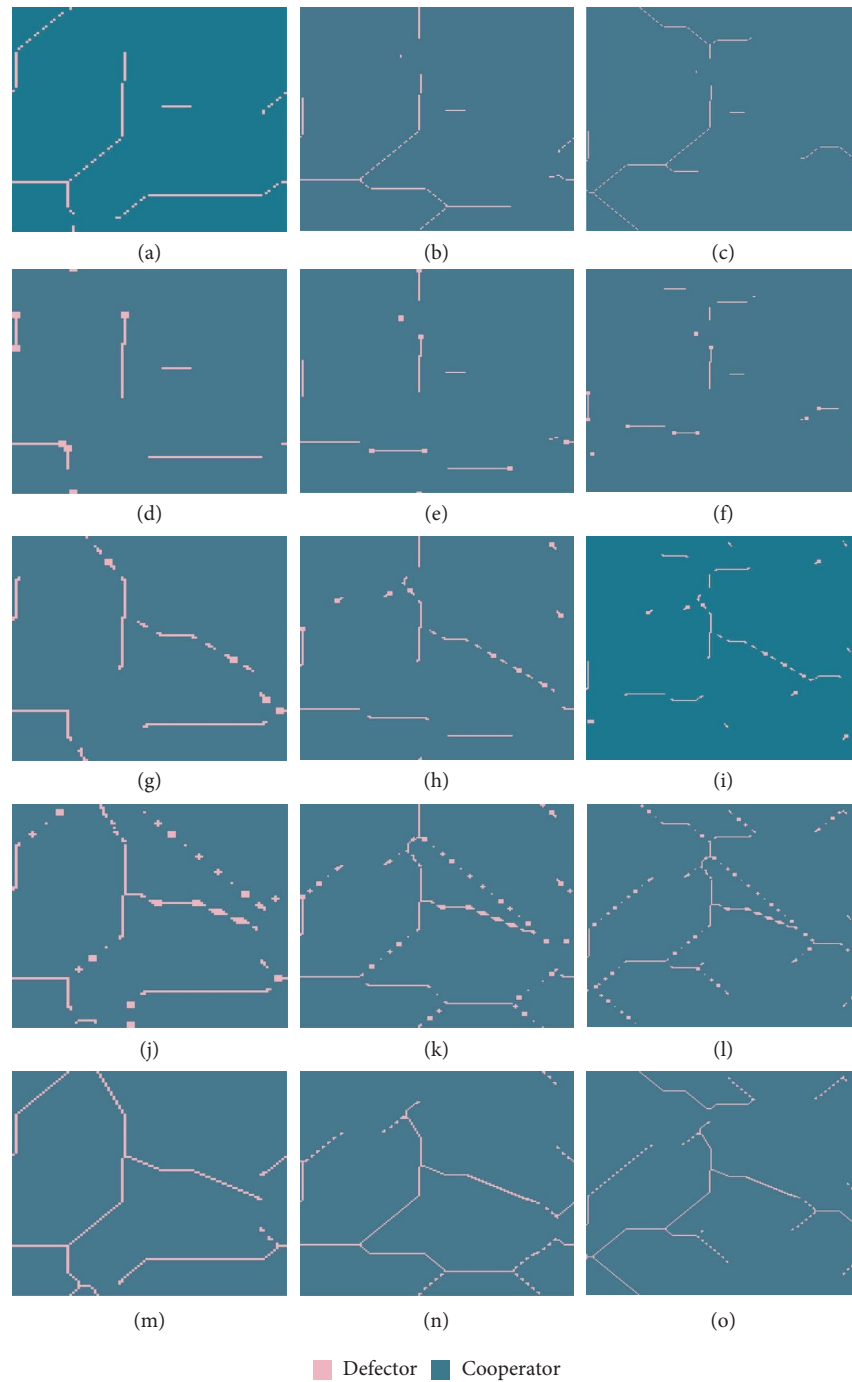 (a) (b) (c)
(d) (e) (f)
(g) (h) (i)
(j) (k) (l)
(m) (n) (o)
Defector Cooperator